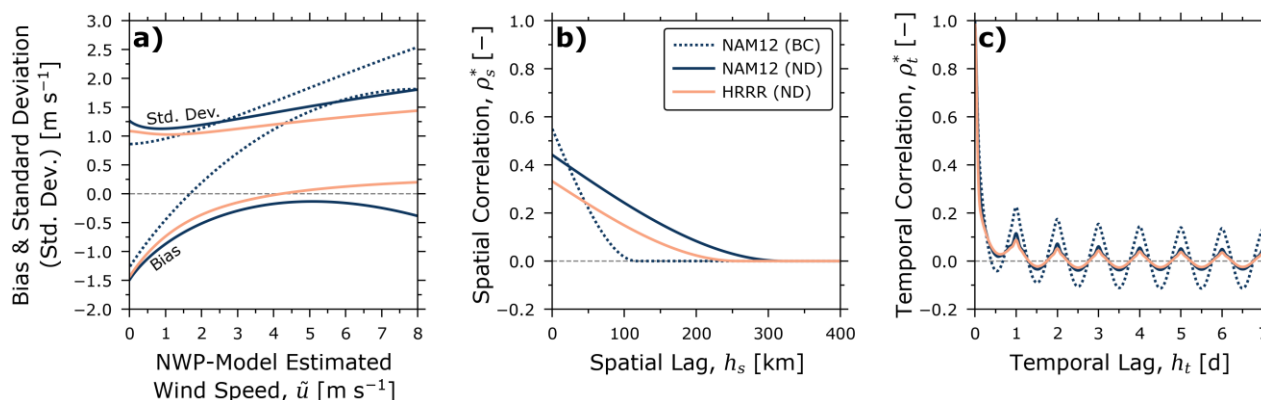 a)
Bias & Standard Deviation
(Std. Dev.) [m s⁻¹]
3.0
2.5
2.0
1.5
1.0
0.5
0.0
−0.5
−1.0
−1.5
−2.0
Std. Dev.
Bias
0 1 2 3 4 5 6 7 8
NWP-Model Estimated
Wind Speed, ũ [m s⁻¹]
b)
Spatial Correlation, ρ*ₛ [−]
1.0
0.8
0.6
0.4
0.2
0.0
−0.2
NAM12 (BC)
NAM12 (ND)
HRRR (ND)
0 100 200 300 400
Spatial Lag, hₛ [km]
c)
Temporal Correlation, ρ*ₜ [−]
1.0
0.8
0.6
0.4
0.2
0.0
−0.2
0 1 2 3 4 5 6 7
Temporal Lag, hₜ [d]